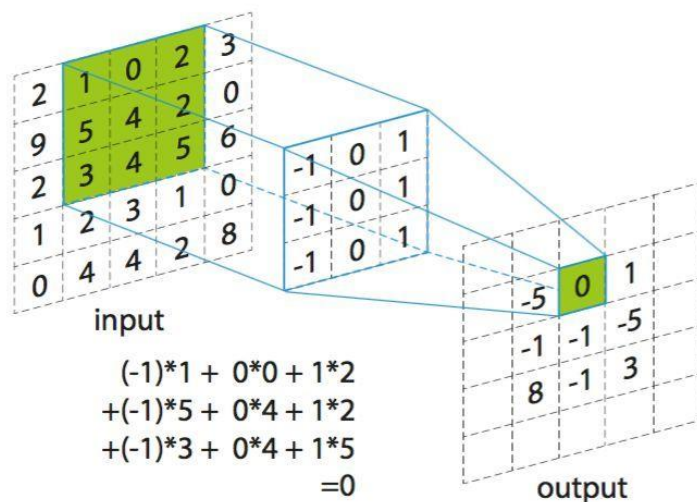 2 1 0 2 3
9 5 4 2 0
2 3 4 5 6
1 2 3 1 0
0 4 4 2 8
input
-1 0 1
-1 0 1
-1 0 1
-5 0 1
-1 -1 -5
8 -1 3
output
(-1)*1 + 0*0 + 1*2
+(-1)*5 + 0*4 + 1*2
+(-1)*3 + 0*4 + 1*5
=0